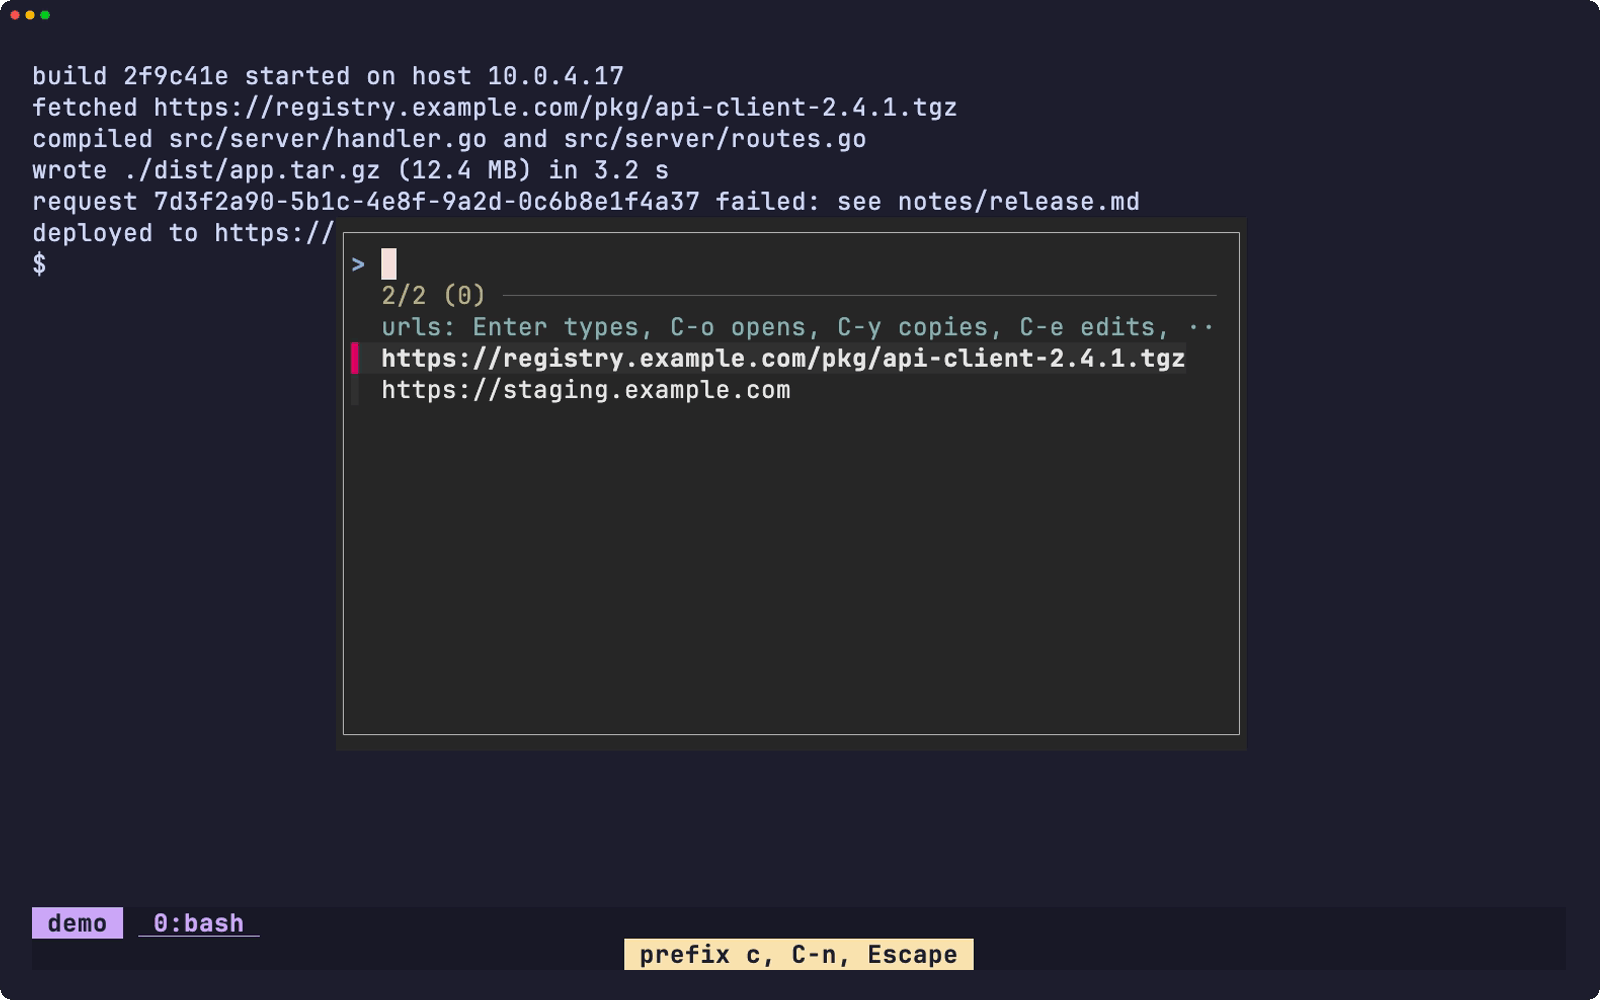 build 2f9c41e started on host 10.0.4.17
fetched https://registry.example.com/pkg/api-client-2.4.1.tgz
compiled src/server/handler.go and src/server/routes.go
wrote ./dist/app.tar.gz (12.4 MB) in 3.2 s
request 7d3f2a90-5b1c-4e8f-9a2d-0c6b8e1f4a37 failed: see notes/release.md
deployed to https://
$
>
2/2 (0)
urls: Enter types, C-o opens, C-y copies, C-e edits, ··
https://registry.example.com/pkg/api-client-2.4.1.tgz
https://staging.example.com
demo 0:bash
prefix c, C-n, Escape